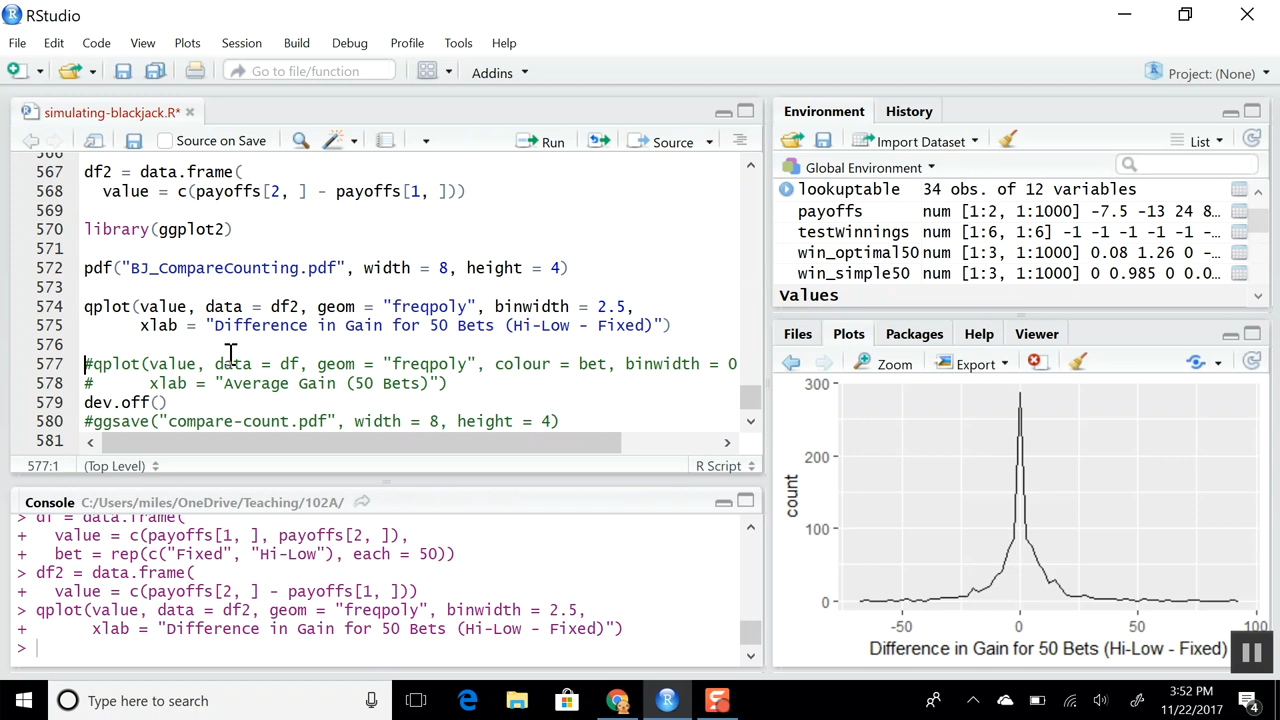 RStudio
File Edit Code View Plots Session Build Debug Profile Tools Help
Go to file/function Addins Project: (None)
simulating-blackjack.R*
Source on Save Run Source
566
567 df2 = data.frame(
568 value = c(payoffs[2, ] - payoffs[1, ]))
569
570 library(ggplot2)
571
572 pdf("BJ_CompareCounting.pdf", width = 8, height = 4)
573
574 qplot(value, data = df2, geom = "freqpoly", binwidth = 2.5,
575 xlab = "Difference in Gain for 50 Bets (Hi-Low - Fixed)")
576
577 #qplot(value, data = df, geom = "freqpoly", colour = bet, binwidth = 0
578 # xlab = "Average Gain (50 Bets)")
579 dev.off()
580 #ggsave("compare-count.pdf", width = 8, height = 4)
581
577:1 (Top Level) R Script
Console C:/Users/miles/OneDrive/Teaching/102A/
> df = data.frame(
+ value = c(payoffs[1, ], payoffs[2, ]),
+ bet = rep(c("Fixed", "Hi-Low"), each = 50))
> df2 = data.frame(
+ value = c(payoffs[2, ] - payoffs[1, ]))
> qplot(value, data = df2, geom = "freqpoly", binwidth = 2.5,
+ xlab = "Difference in Gain for 50 Bets (Hi-Low - Fixed)")
>
Environment History
Import Dataset List
Global Environment
lookuptable 34 obs. of 12 variables
payoffs num [1:2, 1:1000] -7.5 -13 24 8…
testWinnings num [1:6, 1:6] -1 -1 -1 -1 -1 -…
win_optimal50 num [1:3, 1:1000] 0.08 1.26 0 -…
win_simple50 num [1:3, 1:1000] 0 0.985 0 0.0…
Values
Files Plots Packages Help Viewer
Zoom Export
300
200
100
0
count
-50 0 50 100
Difference in Gain for 50 Bets (Hi-Low - Fixed)
Type here to search
3:52 PM
11/22/2017
4